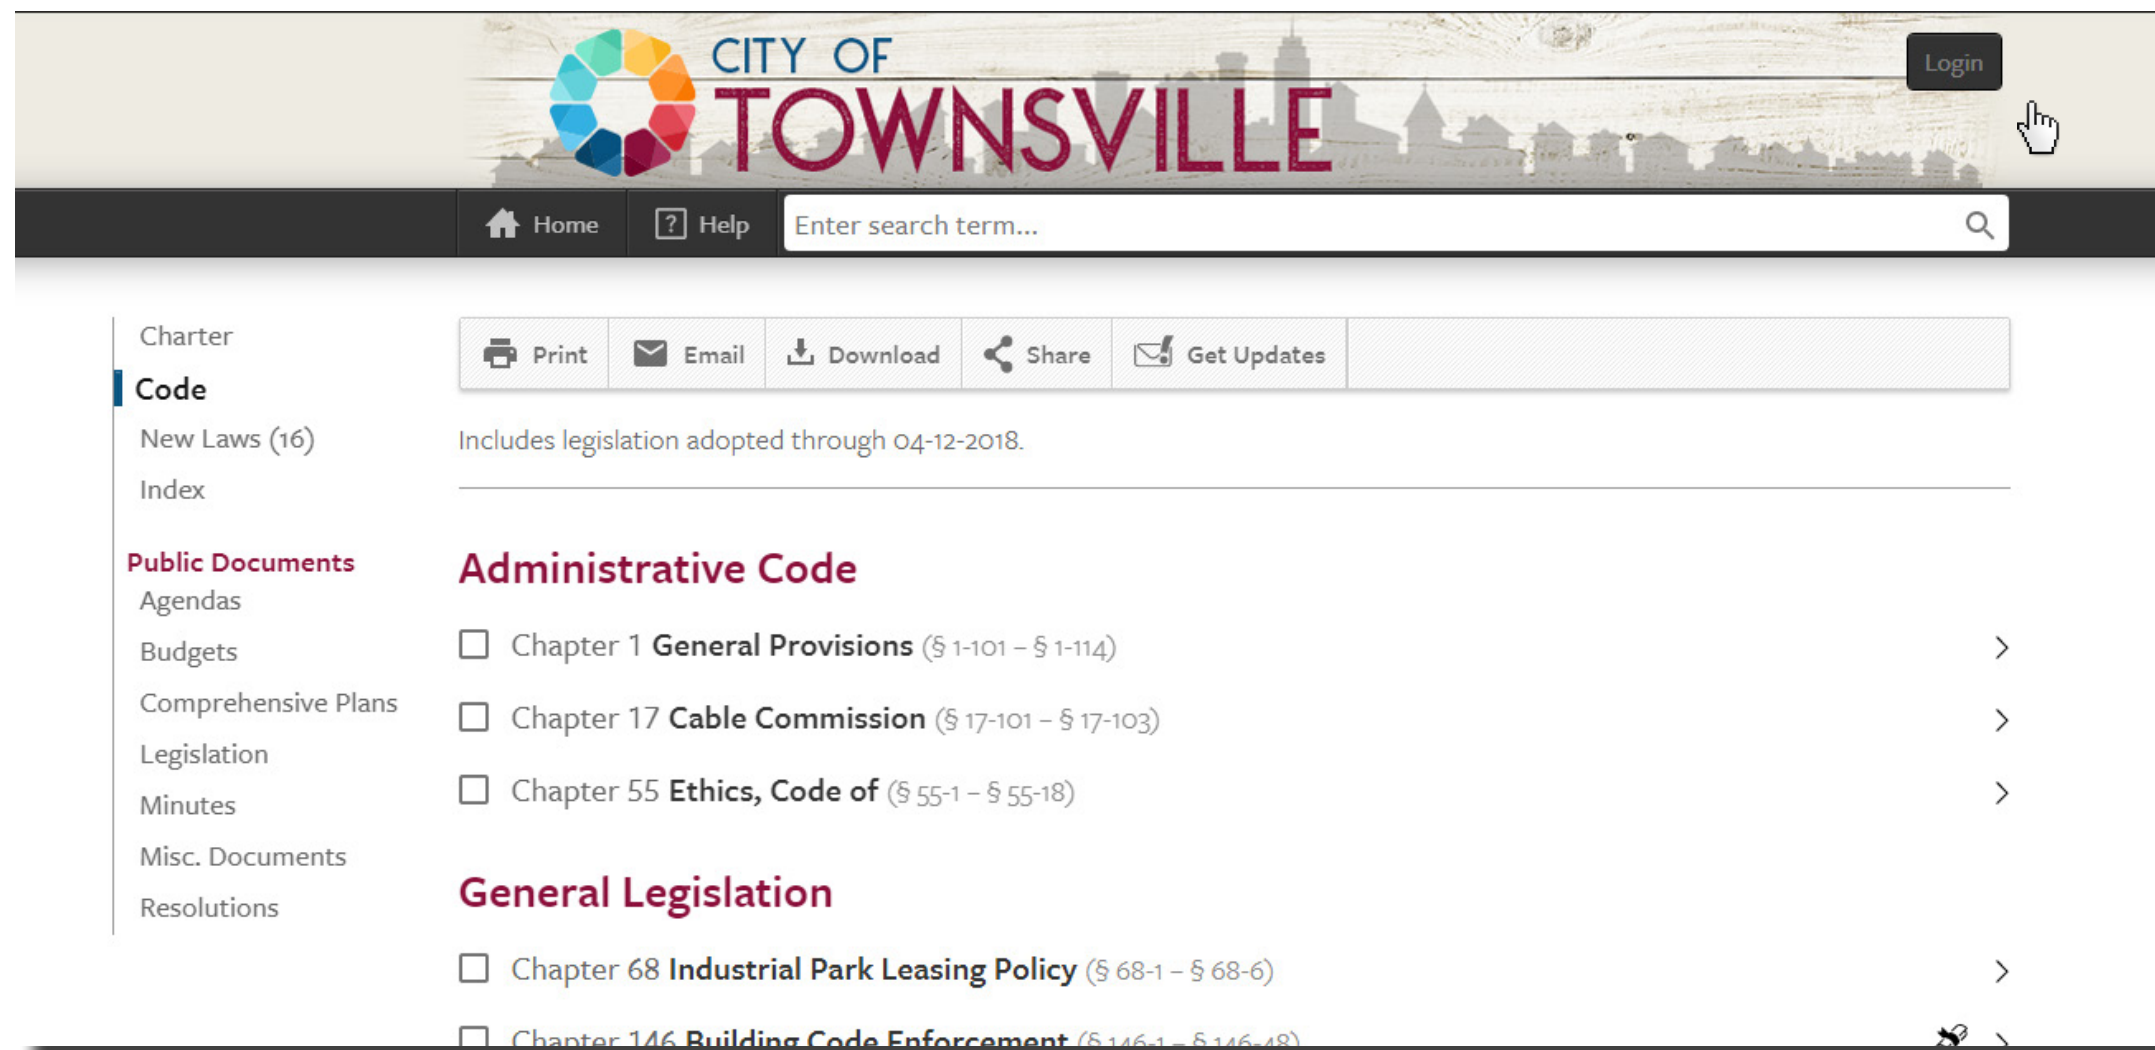 CITY OF
TOWNSVILLE
Login
Home
Help
Enter search term...
Charter
Code
New Laws (16)
Index
Public Documents
Agendas
Budgets
Comprehensive Plans
Legislation
Minutes
Misc. Documents
Resolutions
Print
Email
Download
Share
Get Updates
Includes legislation adopted through 04-12-2018.
Administrative Code
Chapter 1 General Provisions (§ 1-101 – § 1-114)
Chapter 17 Cable Commission (§ 17-101 – § 17-103)
Chapter 55 Ethics, Code of (§ 55-1 – § 55-18)
General Legislation
Chapter 68 Industrial Park Leasing Policy (§ 68-1 – § 68-6)
Chapter 146 Building Code Enforcement (§ 146-1 – § 146-48)